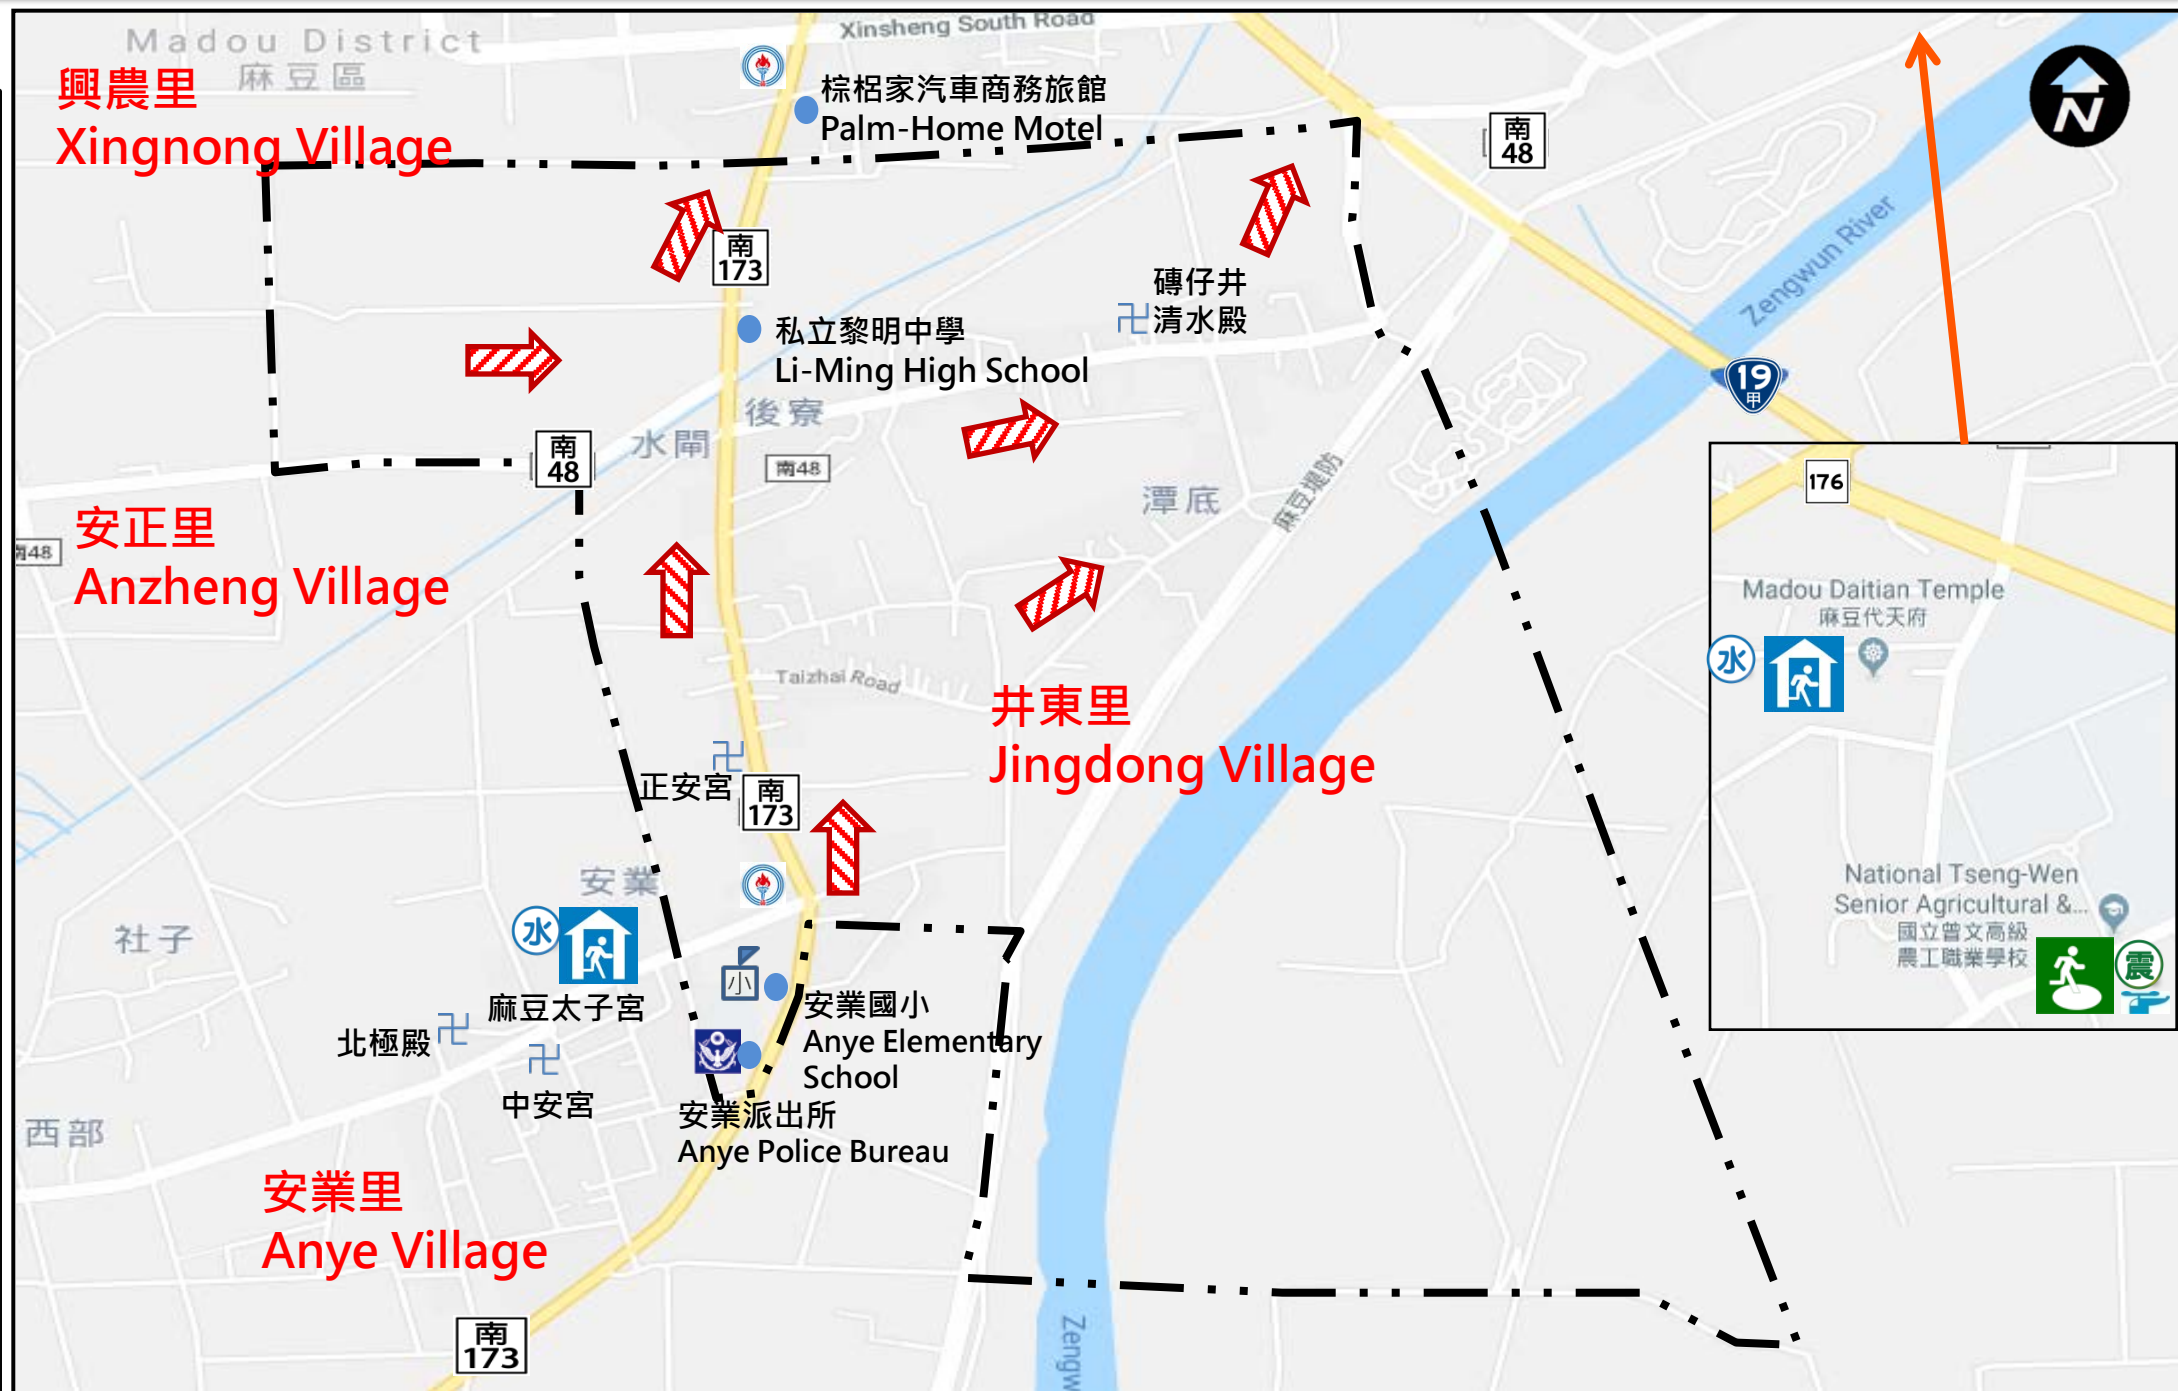 Xinsheng South Road
Madou District
麻豆區
興農里
Xingnong Village
棕梠家汽車商務旅館
Palm-Home Motel
南
48
N
南
173
Zengwun River
磚仔井
卍清水殿
私立黎明中學
Li-Ming High School
19
甲
後寮
水閘
南
48
南48
潭底
麻豆堤防
176
安正里
Anzheng Village
南48
Madou Daitian Temple
麻豆代天府
水
Taizhai Road
井東里
Jingdong Village
卍
正安宮
南
173
安業
社子
水
麻豆太子宮
小
安業國小
Anye Elementary
School
北極殿
卍
卍
中安宮
安業派出所
Anye Police Bureau
National Tseng-Wen
Senior Agricultural &...
國立曾文高級
農工職業學校
震
西部
安業里
Anye Village
南
173
Zengw